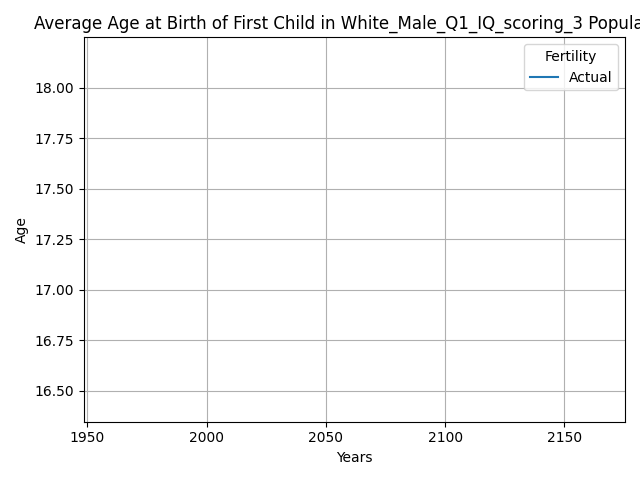 Average Age at Birth of First Child in White_Male_Q1_IQ_scoring_3 Popula
Fertility
Actual
18.00
17.75
17.50
17.25
17.00
16.75
16.50
Age
1950 2000 2050 2100 2150
Years